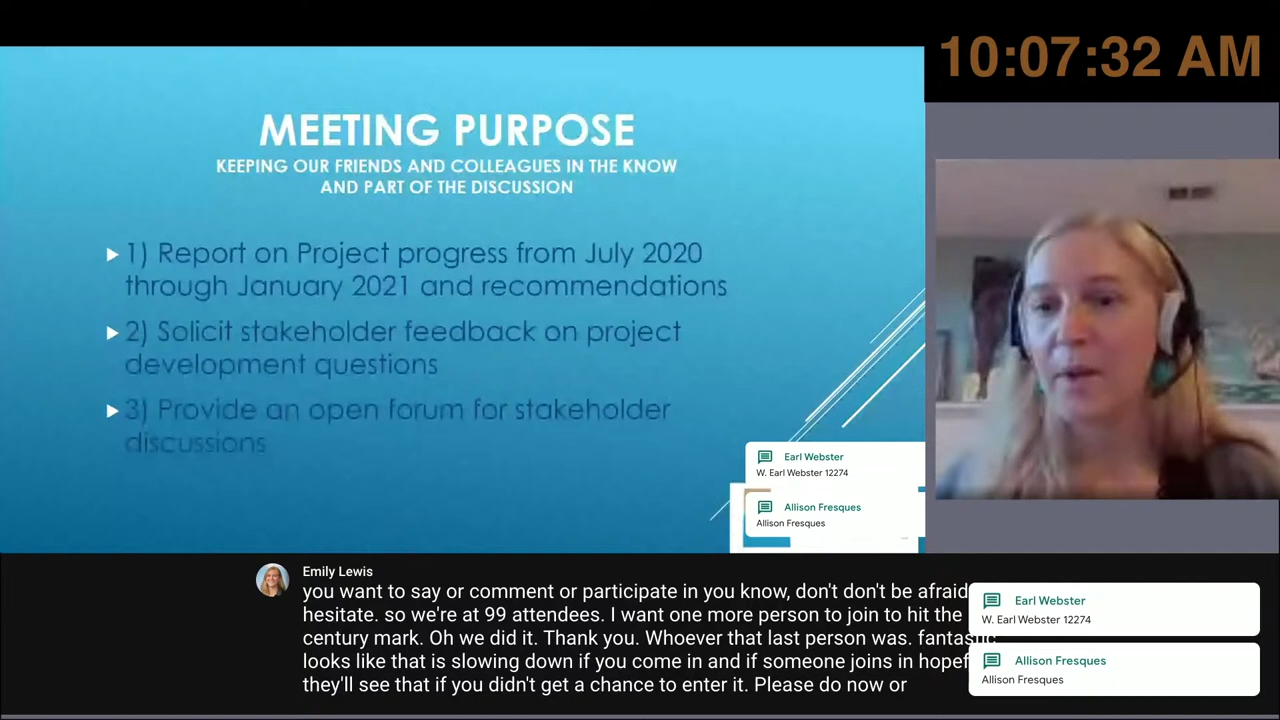 10:07:32 AM
MEETING PURPOSE
KEEPING OUR FRIENDS AND COLLEAGUES IN THE KNOW
AND PART OF THE DISCUSSION
1) Report on Project progress from July 2020
through January 2021 and recommendations
2) Solicit stakeholder feedback on project
development questions
3) Provide an open forum for stakeholder
discussions
Earl Webster
W. Earl Webster 12274
Allison Fresques
Allison Fresques
Emily Lewis
you want to say or comment or participate in you know, don't don't be afraid
hesitate. so we're at 99 attendees. I want one more person to join to hit the
century mark. Oh we did it. Thank you. Whoever that last person was. fantastic
looks like that is slowing down if you come in and if someone joins in
they'll see that if you didn't get a chance to enter it. Please do now or
Earl Webster
W. Earl Webster 12274
Allison Fresques
Allison Fresques